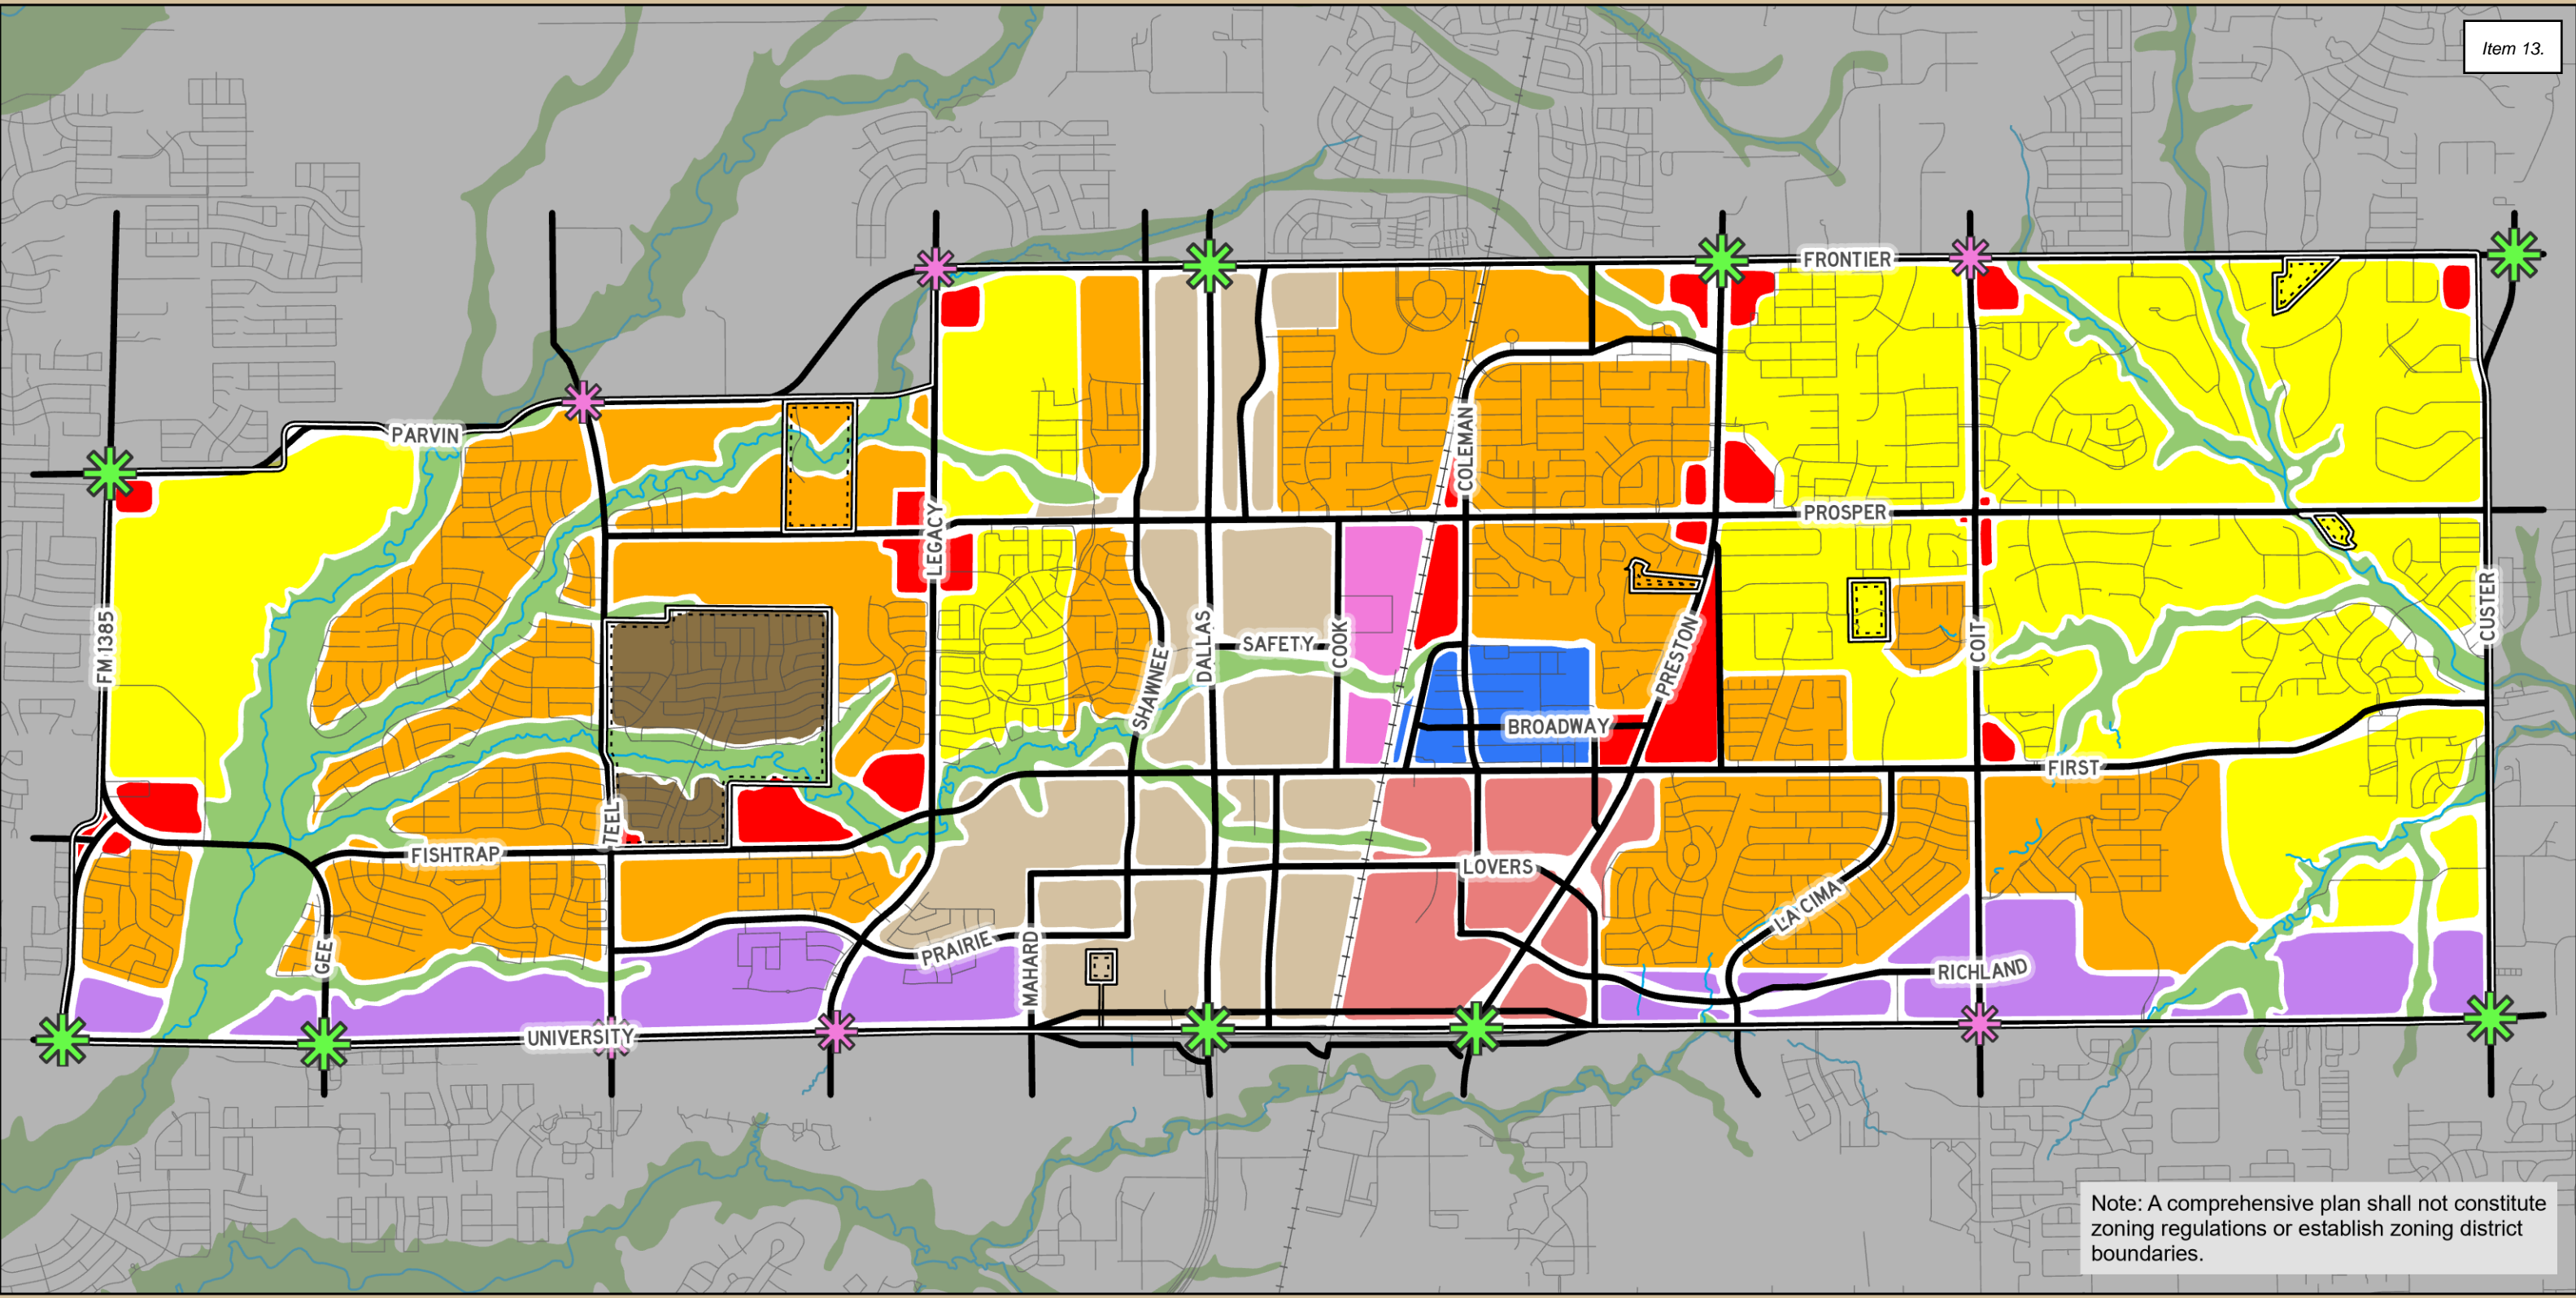 Item 13.
FRONTIER
PARVIN
COLEMAN
PROSPER
LEGACY
FM 1385
CUSTER
SAFETY
COOK
DALLAS
COIT
PRESTON
SHAWNEE
BROADWAY
FIRST
TEEL
FISHTRAP
LOVERS
LA CIMA
GEE
PRAIRIE
MAHARD
RICHLAND
UNIVERSITY
Note: A comprehensive plan shall not constitute
zoning regulations or establish zoning district
boundaries.